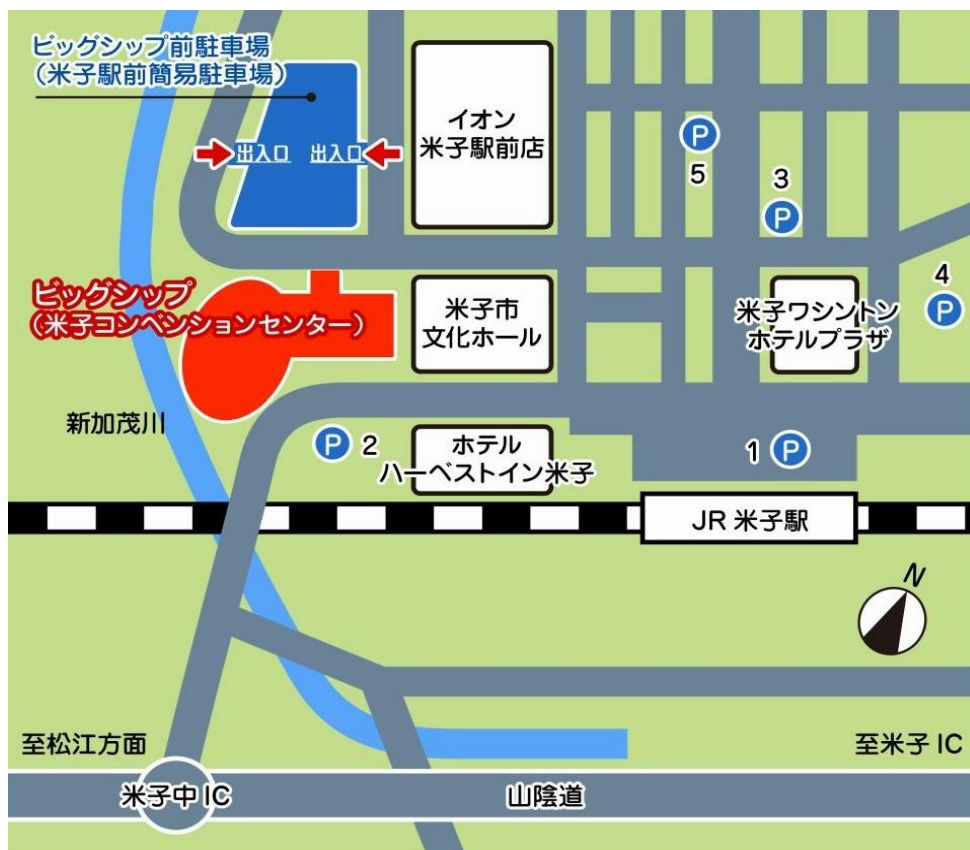 ビッグシップ前駐車場
（米子駅前簡易駐車場）
イオン
米子駅前店
出入口 出入口
P
5
3
P
4
P
ビッグシップ
（米子コンベンションセンター）
米子市
文化ホール
米子ワシントン
ホテルプラザ
新加茂川
P 2
ホテル
ハーベストイン米子
1 P
JR 米子駅
N
至松江方面
至米子 IC
米子中 IC
山陰道